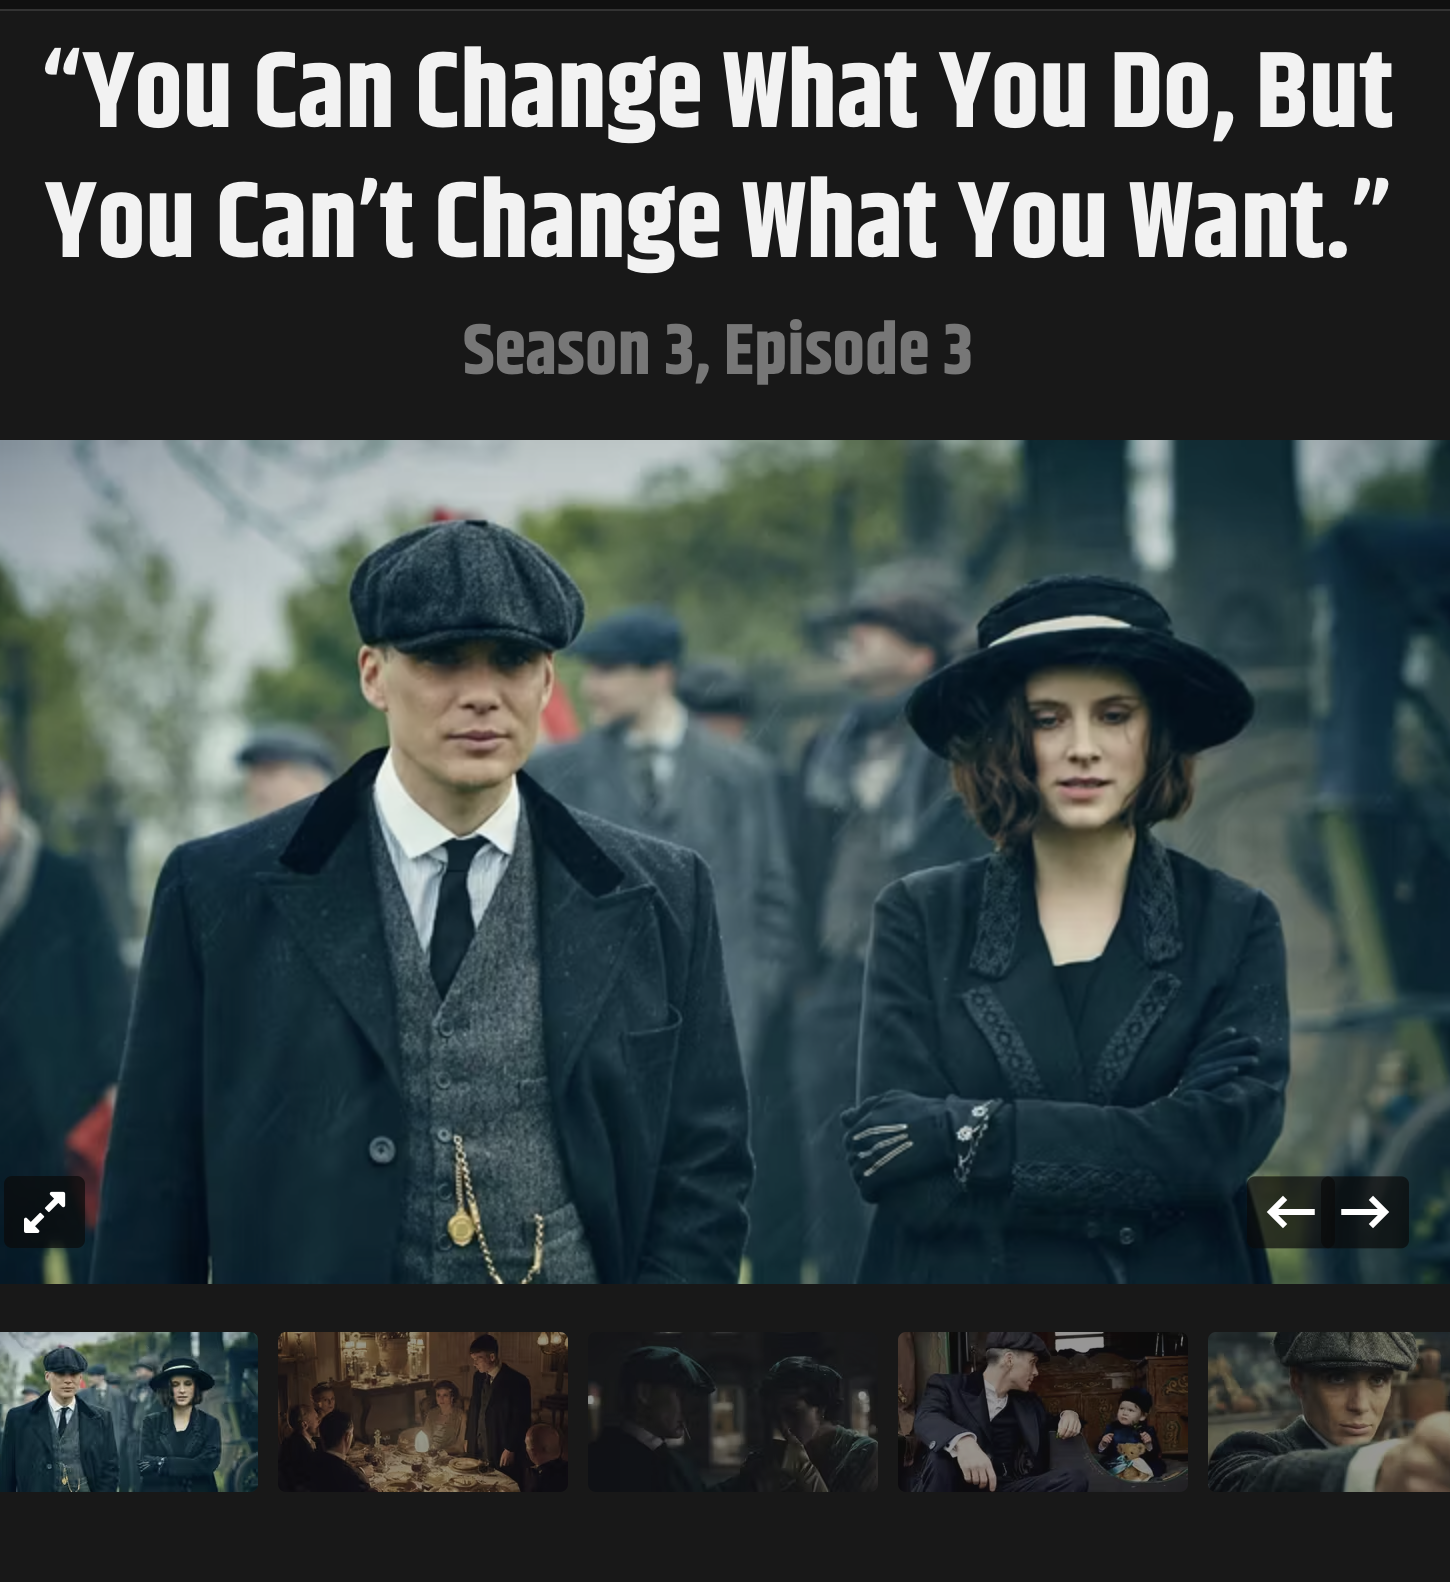 “You Can Change What You Do, But
You Can’t Change What You Want.”
Season 3, Episode 3